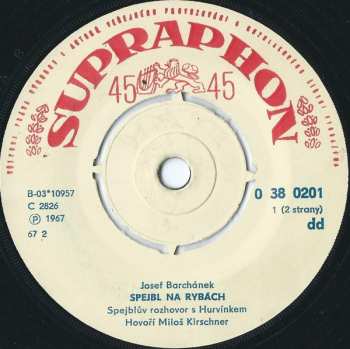 SUPRAPHON
45 45
B-03*10957
C 2826
Ⓟ 1967
67 2
0 38 0201
1 (2 strany)
dd
Josef Barchánek
SPEJBL NA RYBÁCH
Spejblův rozhovor s Hurvínkem
Hovoří Miloš Kirschner